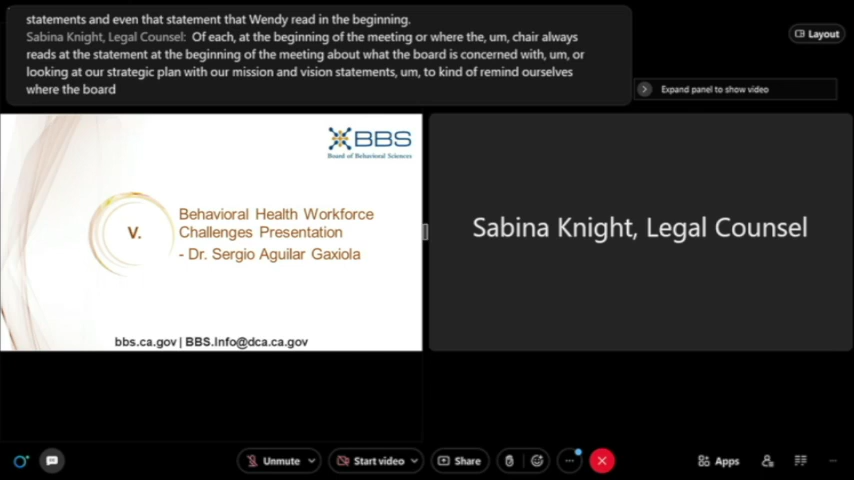 statements and even that statement that Wendy read in the beginning.
Sabina Knight, Legal Counsel: Of each, at the beginning of the meeting or where the, um, chair always
reads at the statement at the beginning of the meeting about what the board is concerned with, um, or
looking at our strategic plan with our mission and vision statements, um, to kind of remind ourselves
where the board
Layout
Expand panel to show video
BBS
Board of Behavioral Sciences
V.
Behavioral Health Workforce
Challenges Presentation
- Dr. Sergio Aguilar Gaxiola
bbs.ca.gov | BBS.Info@dca.ca.gov
Sabina Knight, Legal Counsel
Unmute
Start video
Share
Apps